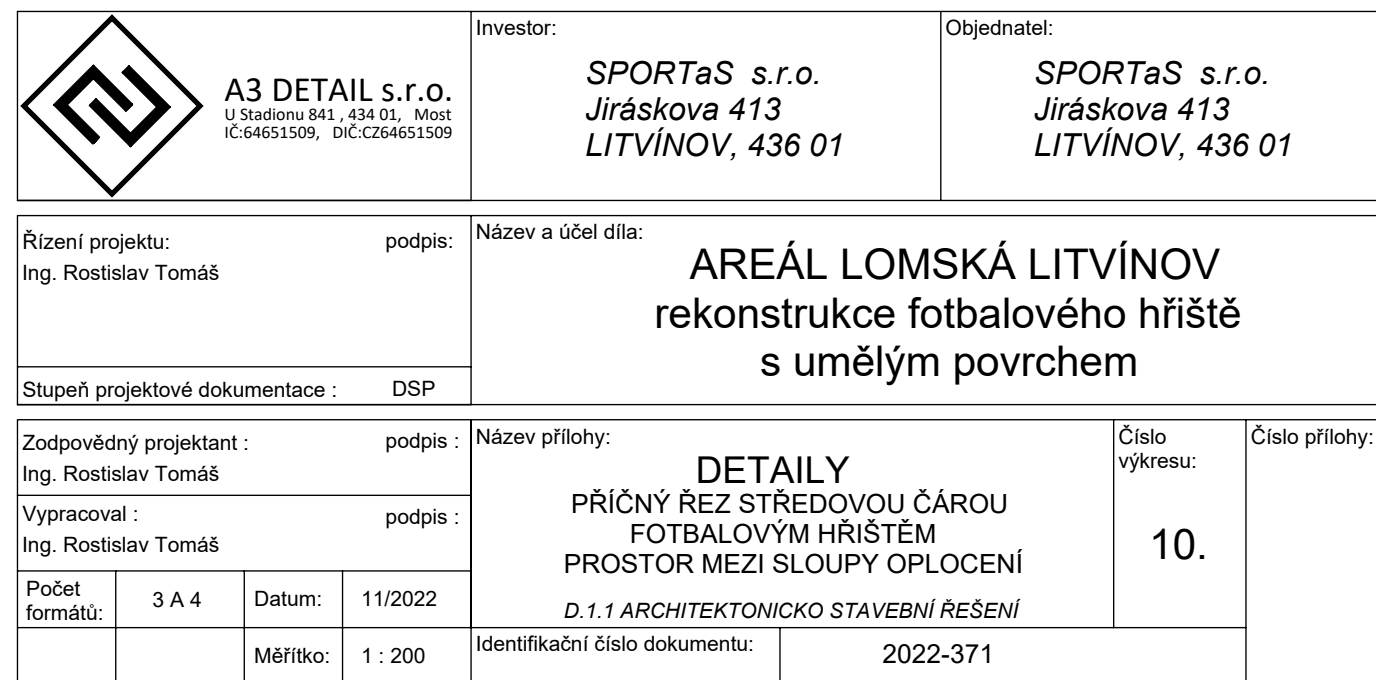 A3 DETAIL s.r.o.
U Stadionu 841 , 434 01, Most
IČ:64651509, DIČ:CZ64651509
Investor:
SPORTaS s.r.o.
Jiráskova 413
LITVÍNOV, 436 01
Objednatel:
SPORTaS s.r.o.
Jiráskova 413
LITVÍNOV, 436 01
Řízení projektu: podpis:
Ing. Rostislav Tomáš
Stupeň projektové dokumentace : DSP
Název a účel díla:
AREÁL LOMSKÁ LITVÍNOV
rekonstrukce fotbalového hřiště
s umělým povrchem
Zodpovědný projektant : podpis :
Ing. Rostislav Tomáš
Vypracoval : podpis :
Ing. Rostislav Tomáš
Počet
formátů:
3 A 4
Datum:
11/2022
Měřítko:
1 : 200
Název přílohy:
DETAILY
PŘÍČNÝ ŘEZ STŘEDOVOU ČÁROU
FOTBALOVÝM HŘIŠTĚM
PROSTOR MEZI SLOUPY OPLOCENÍ
D.1.1 ARCHITEKTONICKO STAVEBNÍ ŘEŠENÍ
Identifikační číslo dokumentu:
2022-371
Číslo
výkresu:
10.
Číslo přílohy: